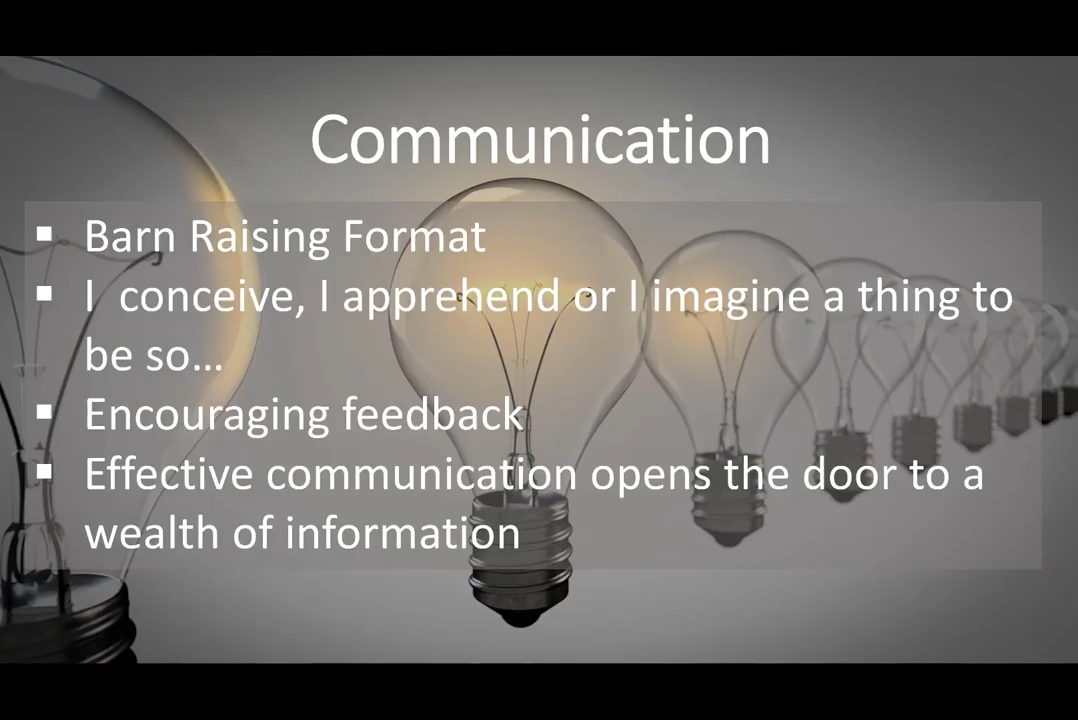 Communication
▪ Barn Raising Format
▪ I  conceive, I apprehend or I imagine a thing to
be so…
▪ Encouraging feedback
▪ Effective communication opens the door to a
wealth of information